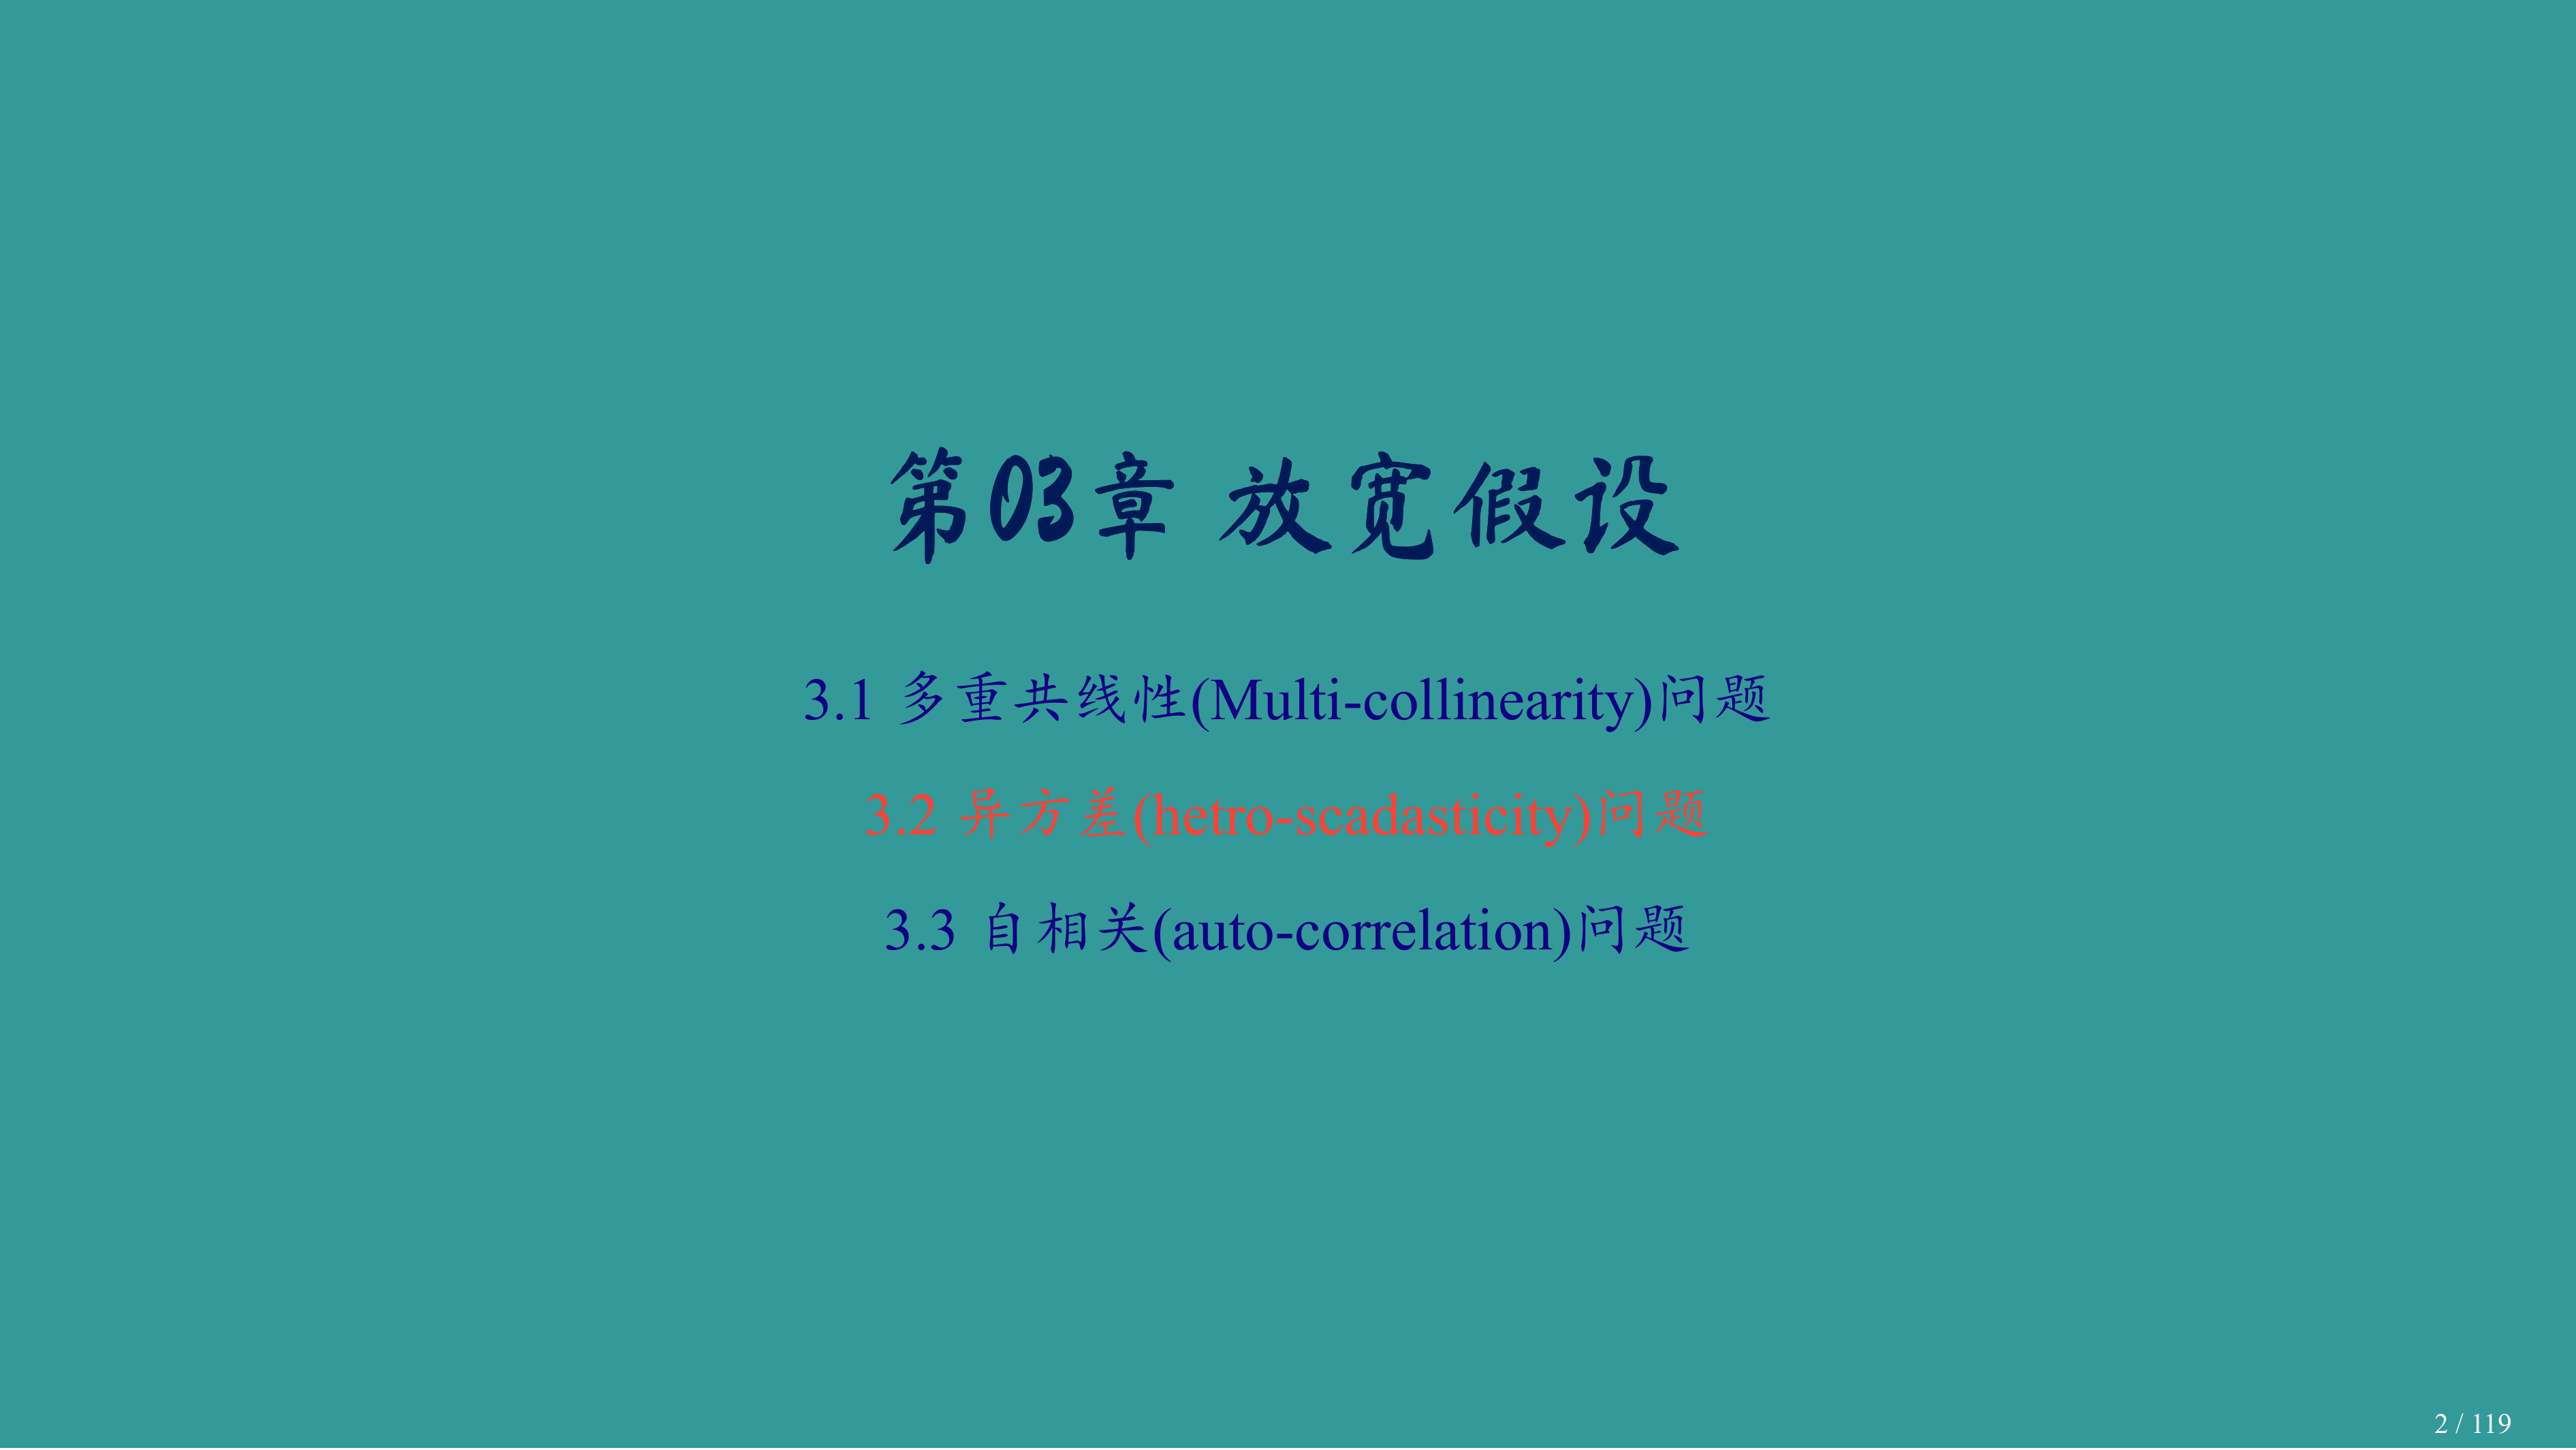 第03章 放宽假设
3.1 多重共线性(Multi-collinearity)问题
3.2 异方差(hetro-scadasticity)问题
3.3 自相关(auto-correlation)问题
2 / 119